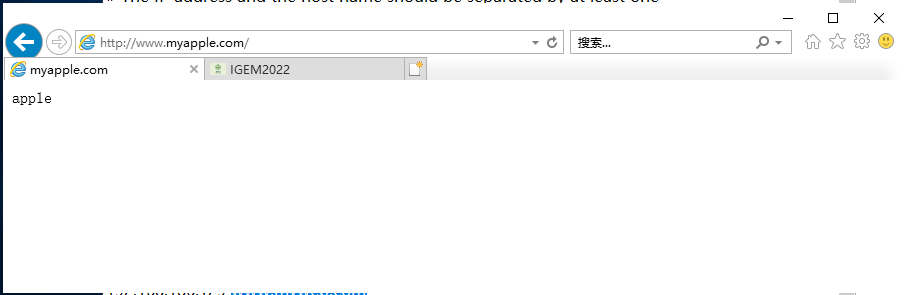 * The IP address and the host name should be separated by at least one
http://www.myapple.com/
搜索...
myapple.com
IGEM2022
apple